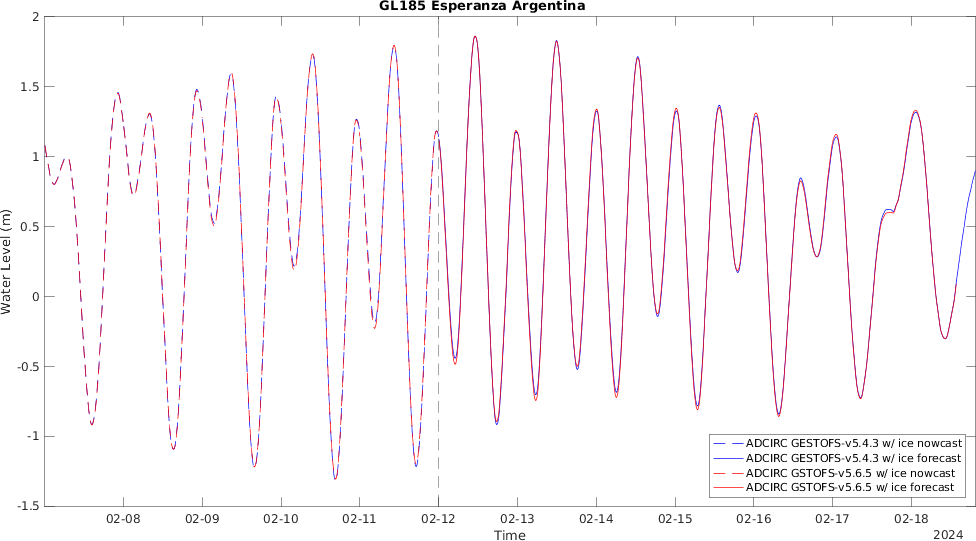 GL185 Esperanza Argentina
2
1.5
1
0.5
0
-0.5
-1
-1.5
Water Level (m)
ADCIRC GESTOFS-v5.4.3 w/ ice nowcast
ADCIRC GESTOFS-v5.4.3 w/ ice forecast
ADCIRC GSTOFS-v5.6.5 w/ ice nowcast
ADCIRC GSTOFS-v5.6.5 w/ ice forecast
02-08 02-09 02-10 02-11 02-12 02-13 02-14 02-15 02-16 02-17 02-18
Time
2024